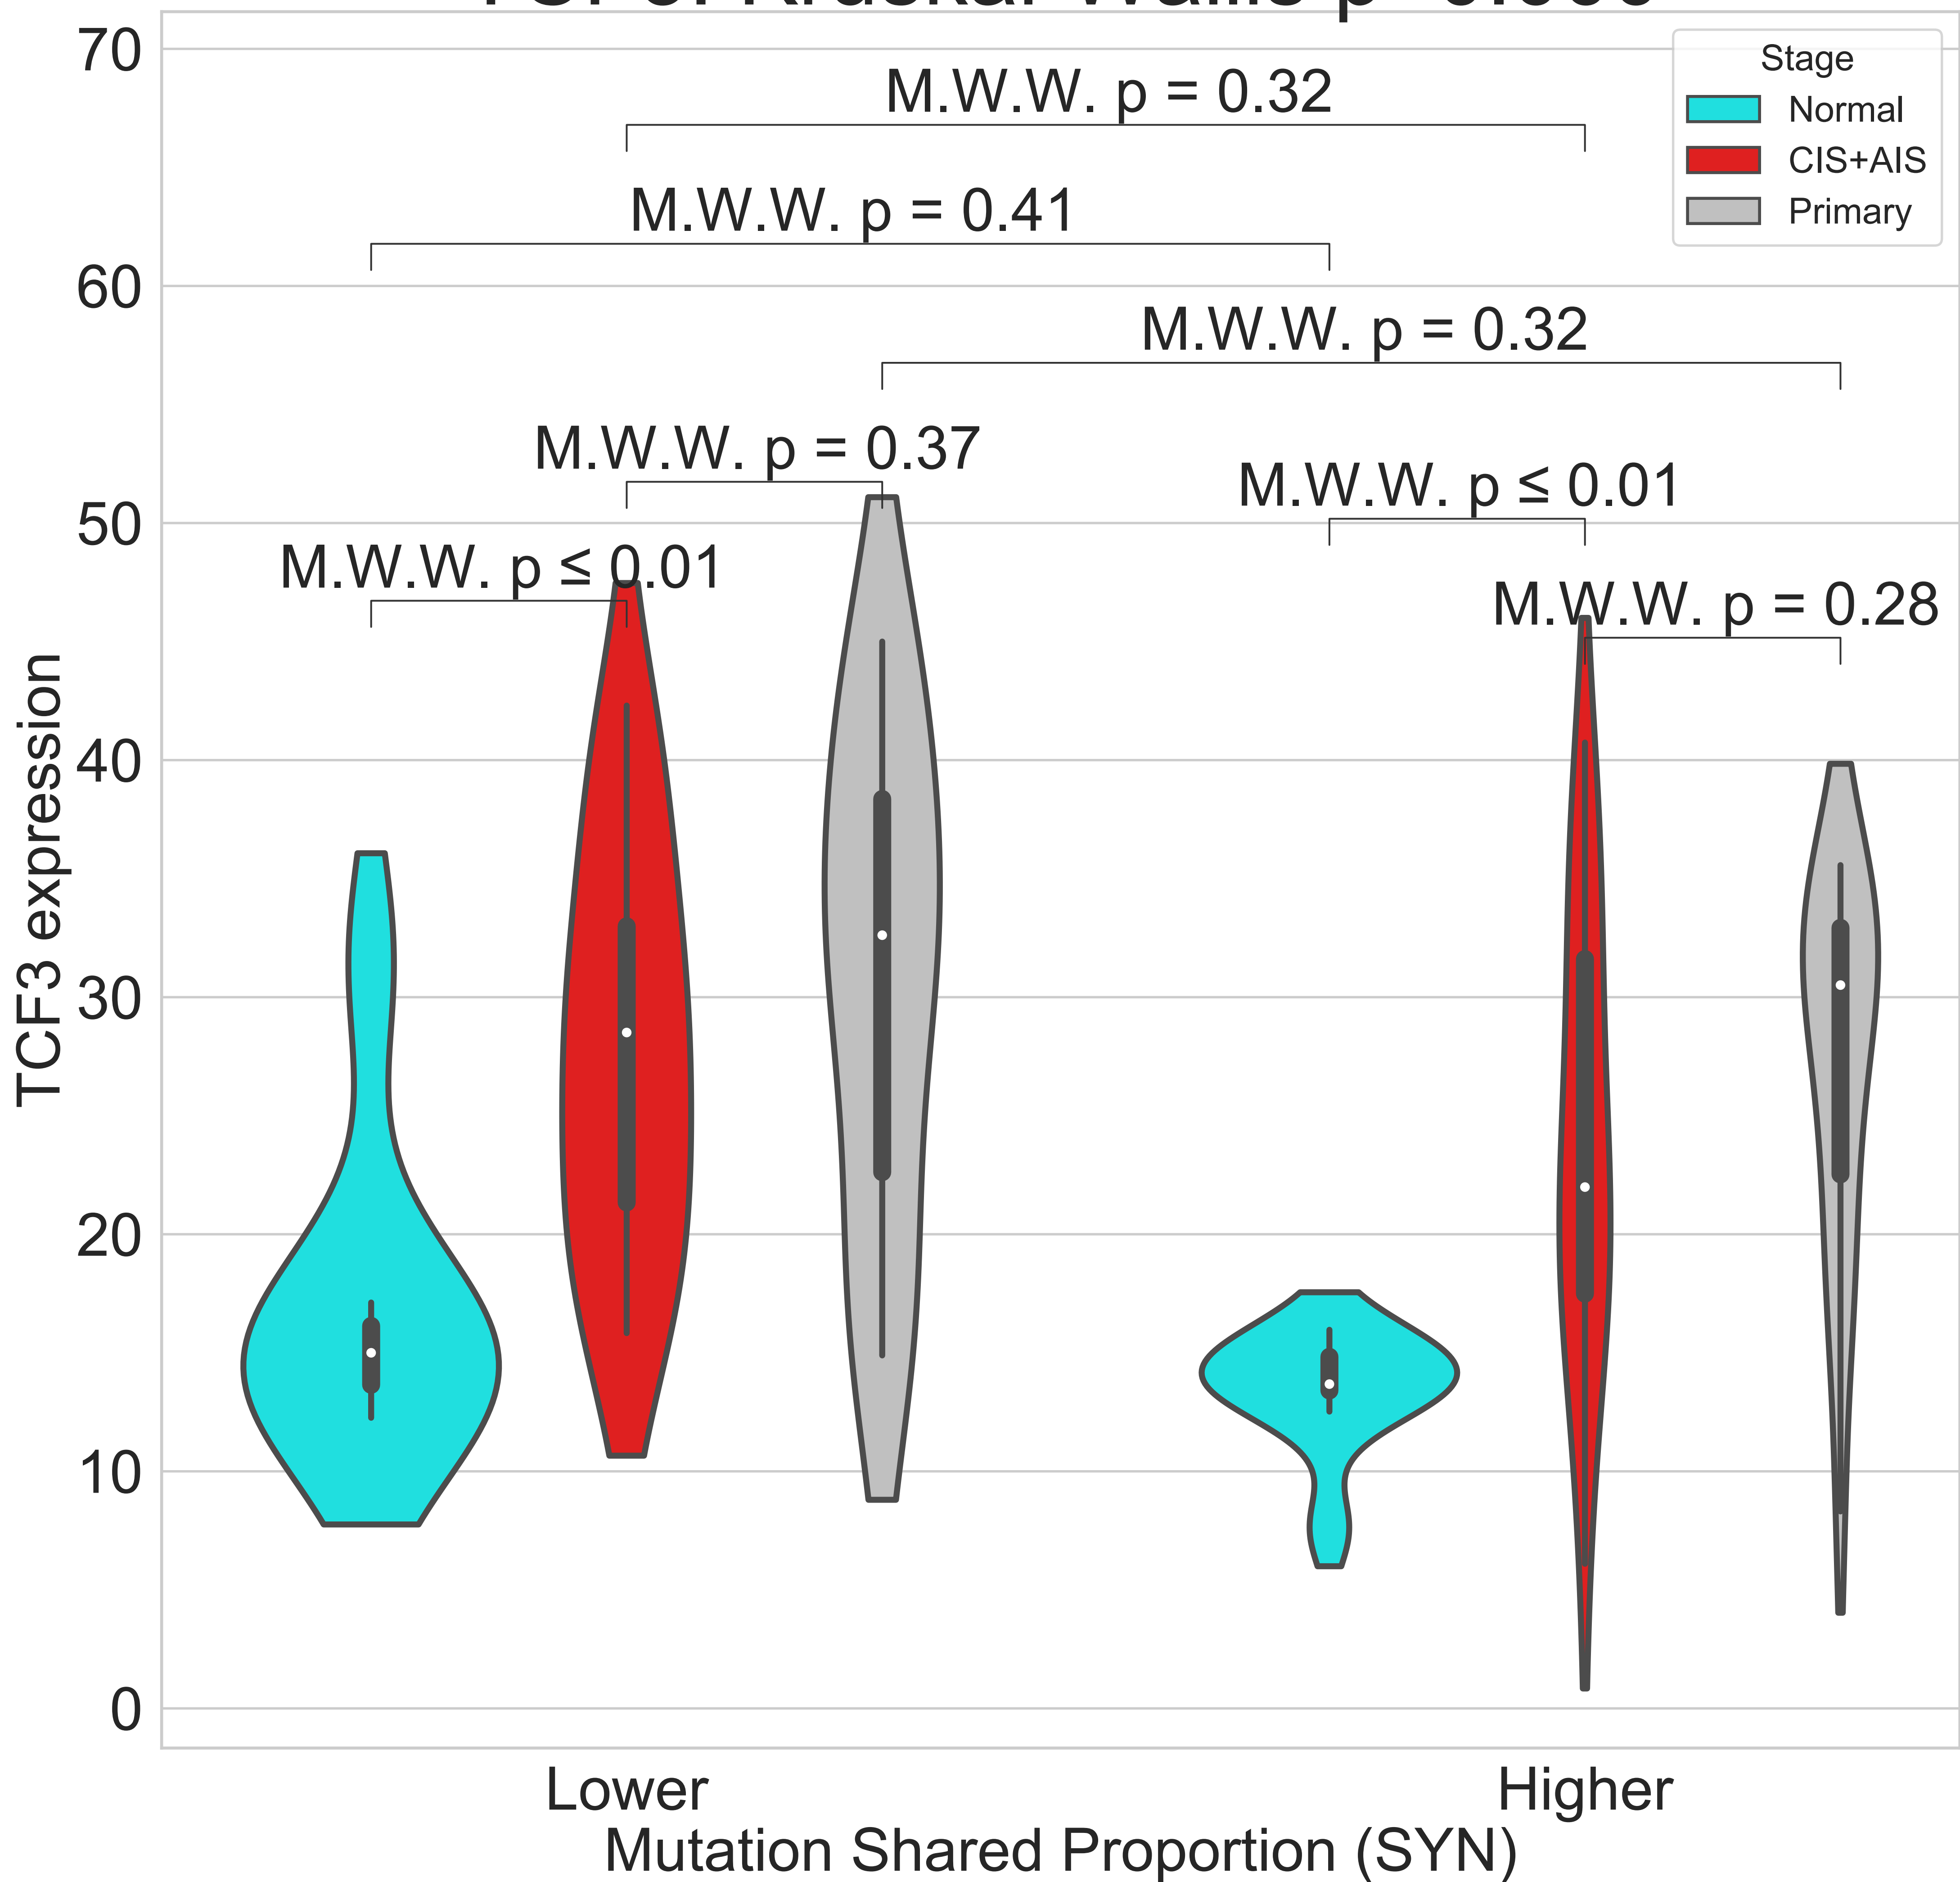 70
Stage
Normal
CIS+AIS
Primary
M.W.W. p = 0.32
M.W.W. p = 0.41
60
M.W.W. p = 0.32
M.W.W. p = 0.37
M.W.W. p ≤ 0.01
50
M.W.W. p ≤ 0.01
M.W.W. p = 0.28
40
30
20
10
0
TCF3 expression
Lower
Higher
Mutation Shared Proportion (SYN)